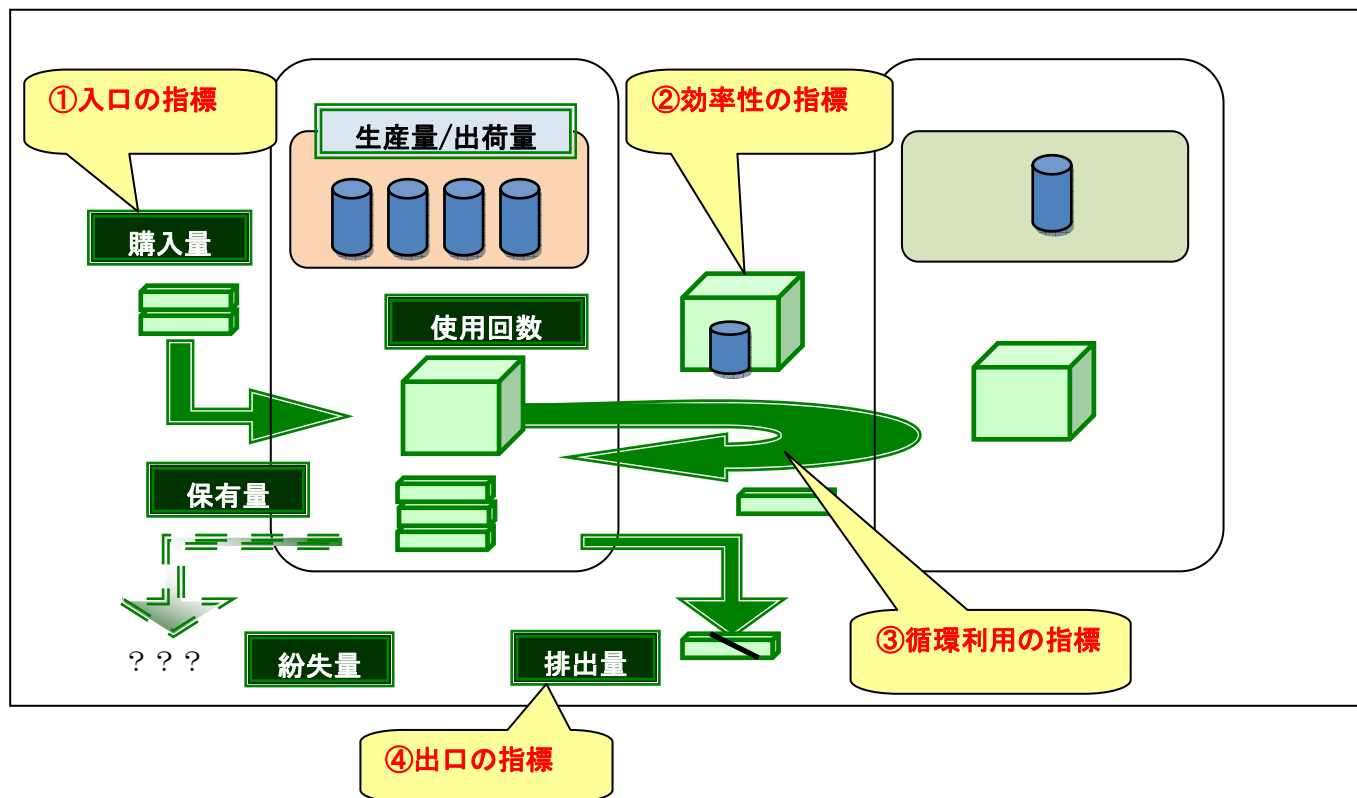 ①入口の指標
②効率性の指標
生産量/出荷量
購入量
使用回数
保有量
？？？
紛失量
排出量
③循環利用の指標
④出口の指標